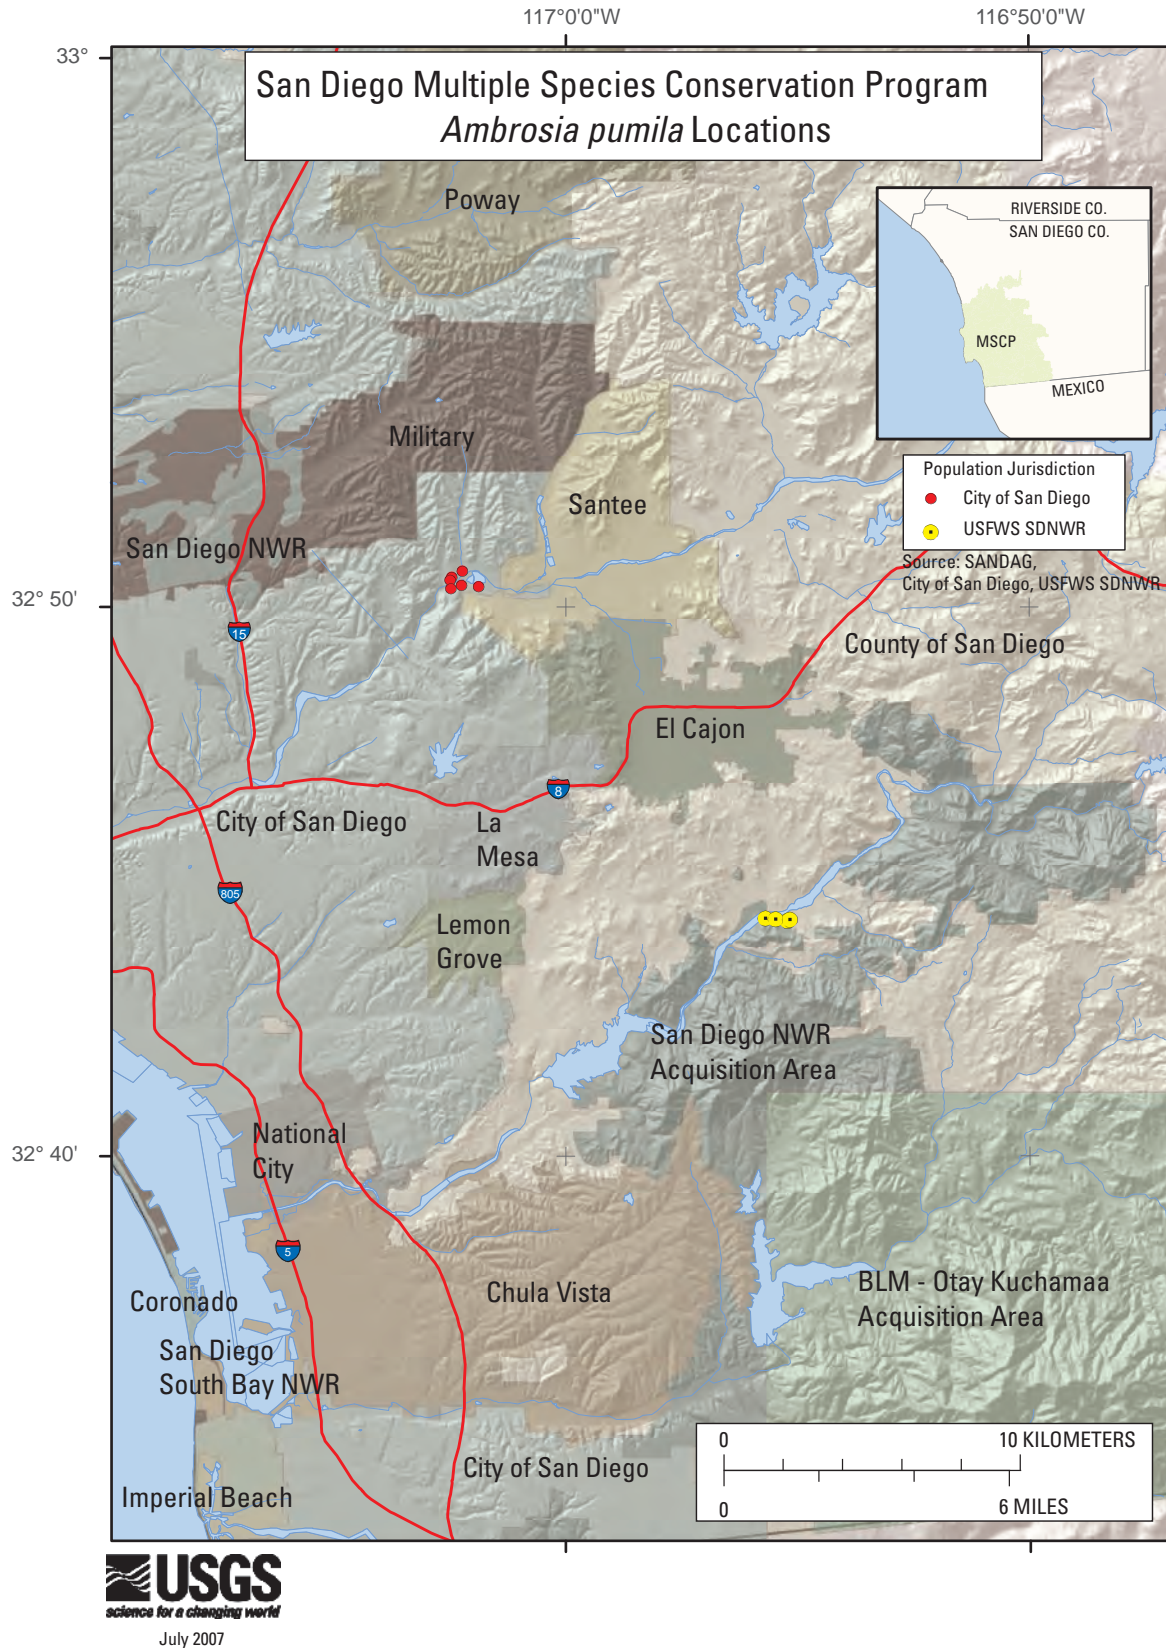 117°0'0"W
116°50'0"W
33°
San Diego Multiple Species Conservation Program
Ambrosia pumila Locations
Poway
RIVERSIDE CO.
SAN DIEGO CO.
MSCP
MEXICO
Military
Population Jurisdiction
City of San Diego
USFWS SDNWR
Source: SANDAG,
City of San Diego, USFWS SDNWR
Santee
San Diego NWR
32° 50'
15
County of San Diego
El Cajon
8
City of San Diego
La
Mesa
805
Lemon
Grove
San Diego NWR
Acquisition Area
National
City
32° 40'
5
Chula Vista
BLM - Otay Kuchamaa
Acquisition Area
Coronado
San Diego
South Bay NWR
0
10 KILOMETERS
0
6 MILES
City of San Diego
Imperial Beach
USGS
science for a changing world
July 2007